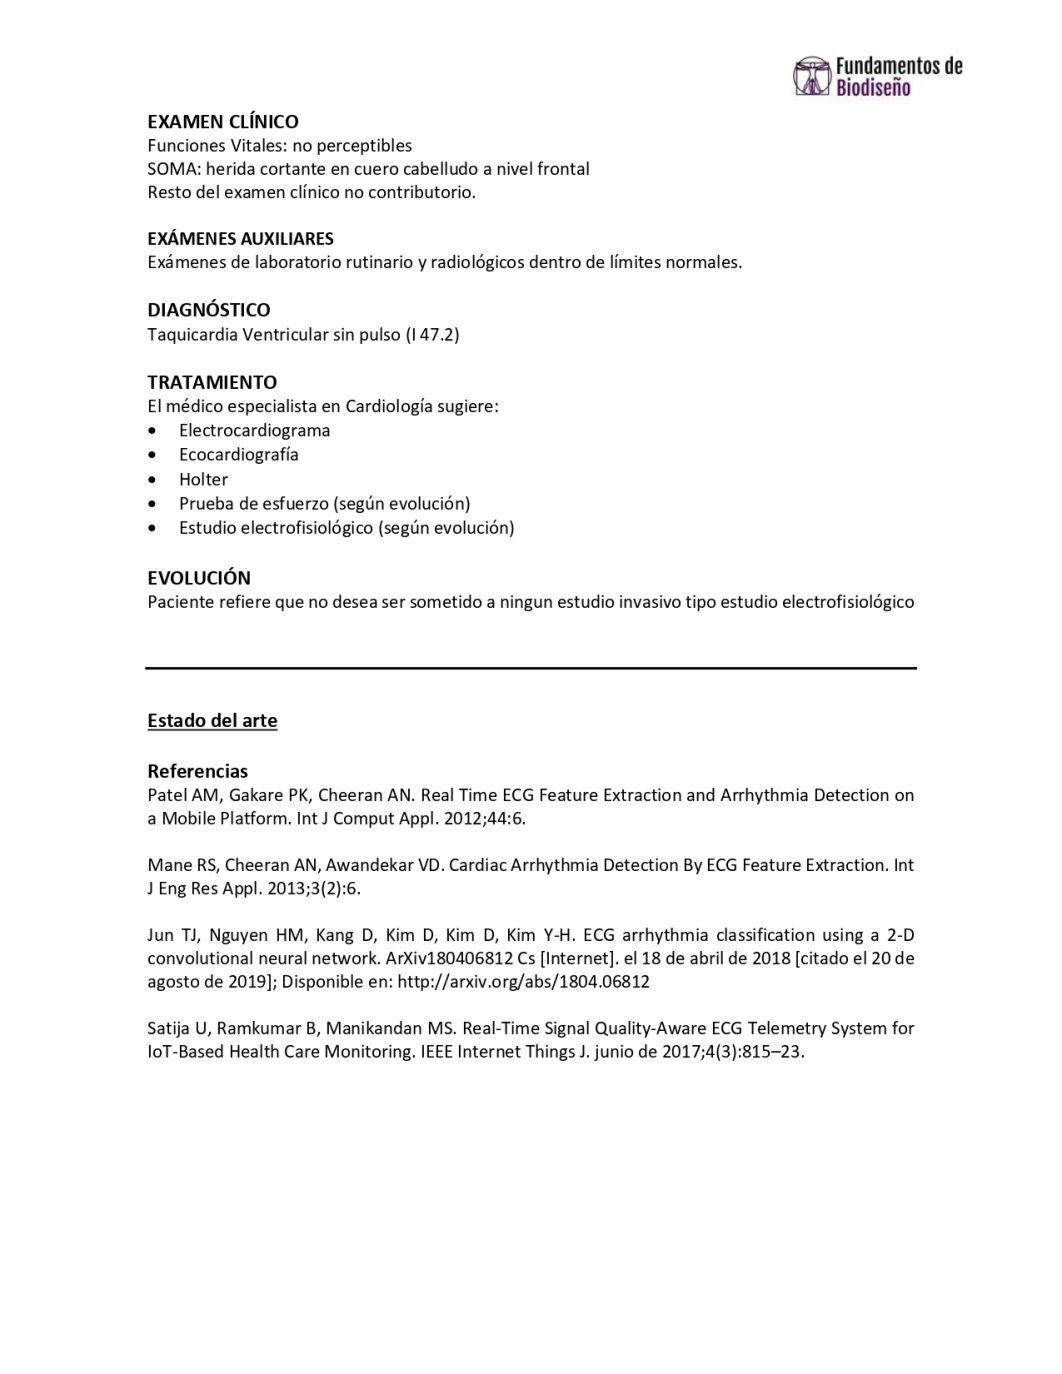 Fundamentos de
Biodiseño
EXAMEN CLÍNICO
Funciones Vitales: no perceptibles
SOMA: herida cortante en cuero cabelludo a nivel frontal
Resto del examen clínico no contributorio.
EXÁMENES AUXILIARES
Exámenes de laboratorio rutinario y radiológicos dentro de límites normales.
DIAGNÓSTICO
Taquicardia Ventricular sin pulso (I 47.2)
TRATAMIENTO
El médico especialista en Cardiología sugiere:
• Electrocardiograma
• Ecocardiografía
• Holter
• Prueba de esfuerzo (según evolución)
• Estudio electrofisiológico (según evolución)
EVOLUCIÓN
Paciente refiere que no desea ser sometido a ningun estudio invasivo tipo estudio electrofisiológico
Estado del arte
Referencias
Patel AM, Gakare PK, Cheeran AN. Real Time ECG Feature Extraction and Arrhythmia Detection on
a Mobile Platform. Int J Comput Appl. 2012;44:6.
Mane RS, Cheeran AN, Awandekar VD. Cardiac Arrhythmia Detection By ECG Feature Extraction. Int
J Eng Res Appl. 2013;3(2):6.
Jun TJ, Nguyen HM, Kang D, Kim D, Kim D, Kim Y-H. ECG arrhythmia classification using a 2-D
convolutional neural network. ArXiv180406812 Cs [Internet]. el 18 de abril de 2018 [citado el 20 de
agosto de 2019]; Disponible en: http://arxiv.org/abs/1804.06812
Satija U, Ramkumar B, Manikandan MS. Real-Time Signal Quality-Aware ECG Telemetry System for
IoT-Based Health Care Monitoring. IEEE Internet Things J. junio de 2017;4(3):815–23.